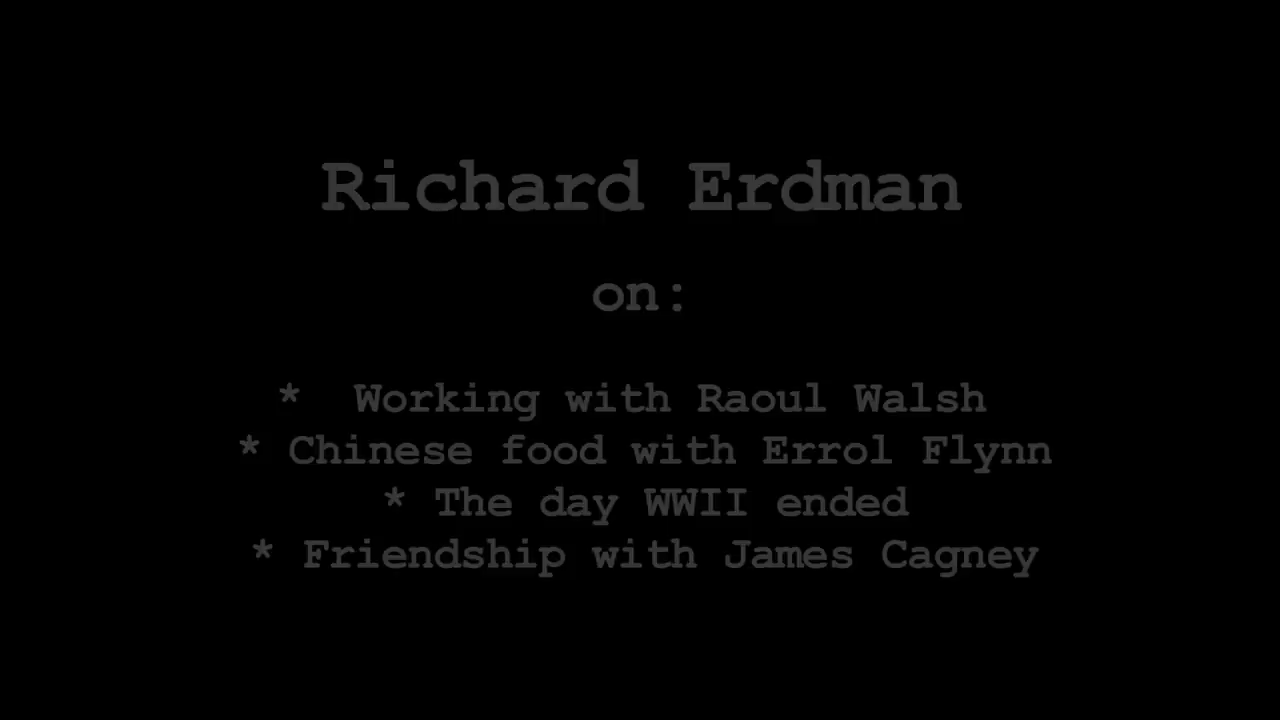 Richard Erdman
on:
* Working with Raoul Walsh
* Chinese food with Errol Flynn
* The day WWII ended
* Friendship with James Cagney